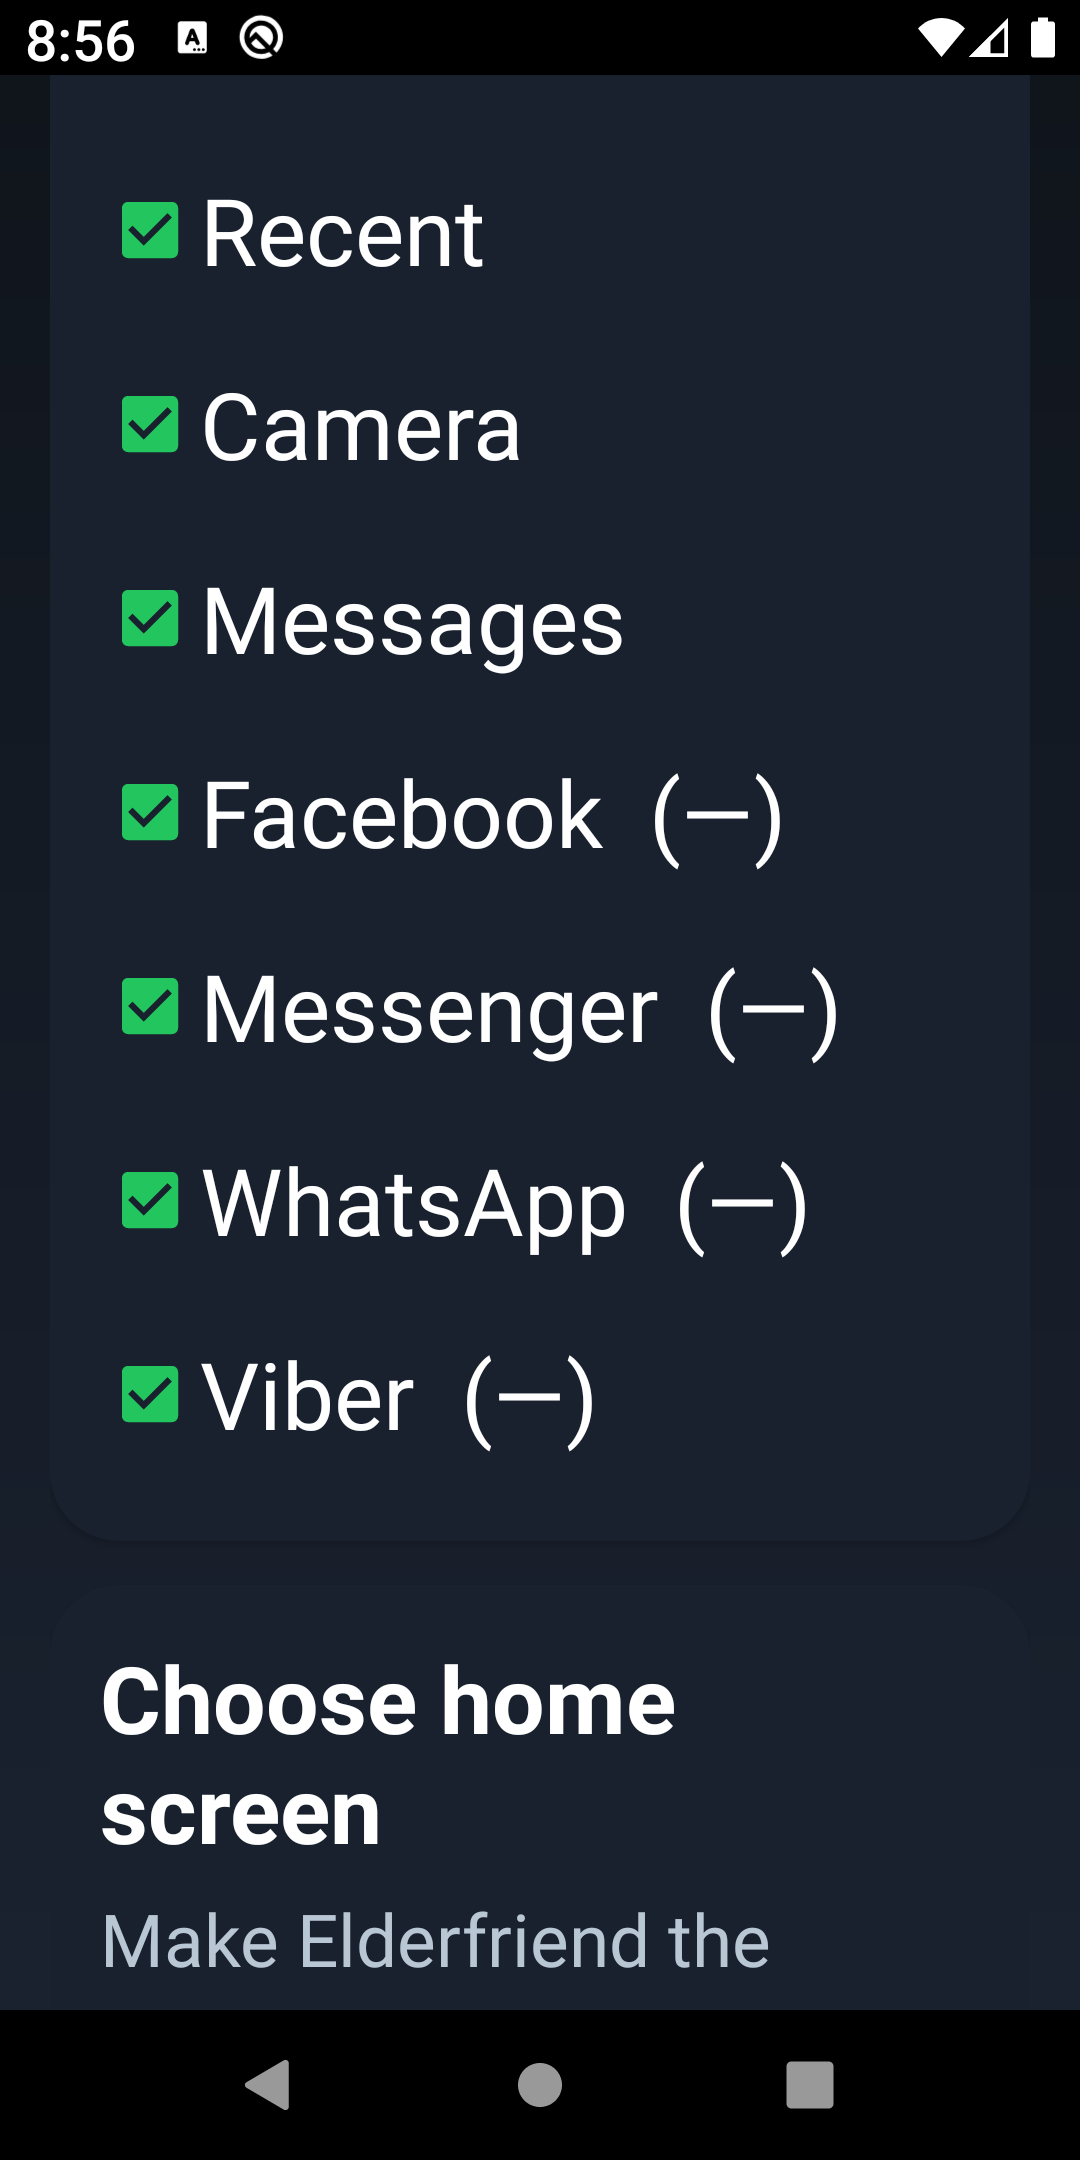 8:56
Recent
Camera
Messages
Facebook (—)
Messenger (—)
WhatsApp (—)
Viber (—)
Choose home
screen
Make Elderfriend the